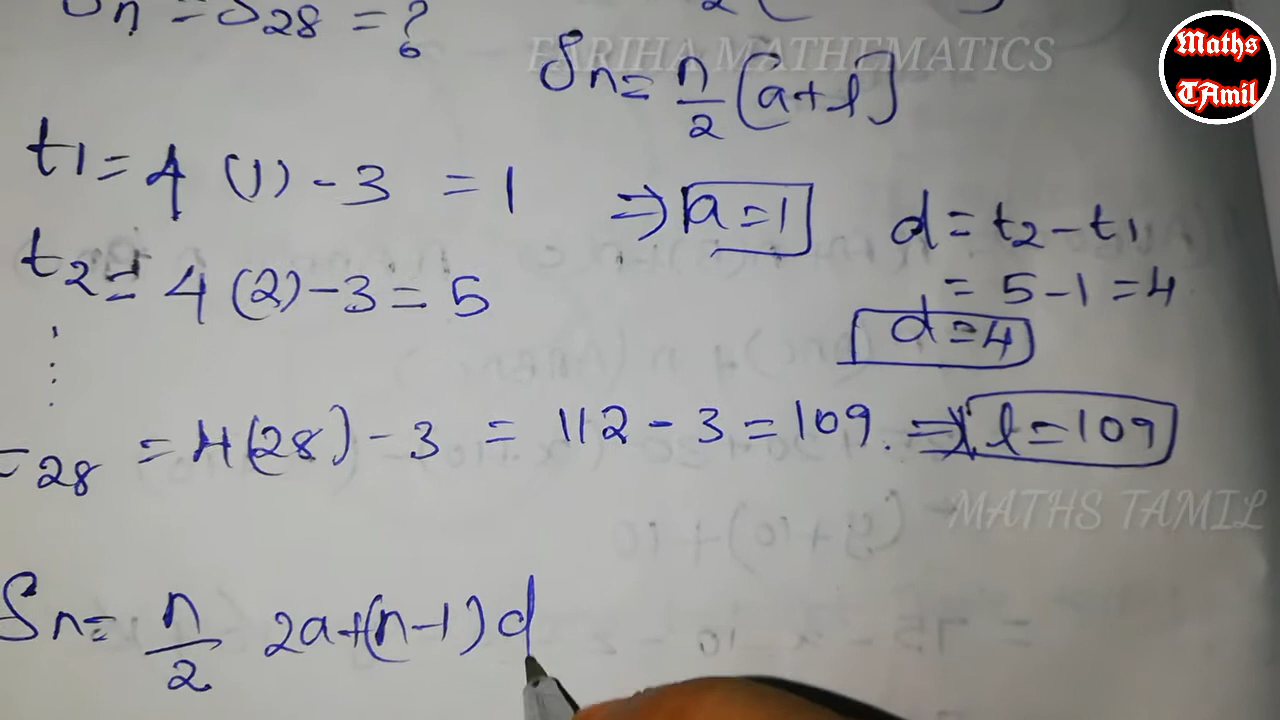 Sn = S28 = ?
FARIHA MATHEMATICS
Maths
TAmil
Sn = n/2 [a+l]
t1 = 4 (1) - 3 = 1 ⇒ a = 1
d = t2 - t1
t2 = 4 (2) - 3 = 5
= 5 - 1 = 4
d = 4
28 = 4(28) - 3 = 112 - 3 = 109. ⇒ l = 109
MATHS TAMIL
Sn = n/2 2a+(n-1)d